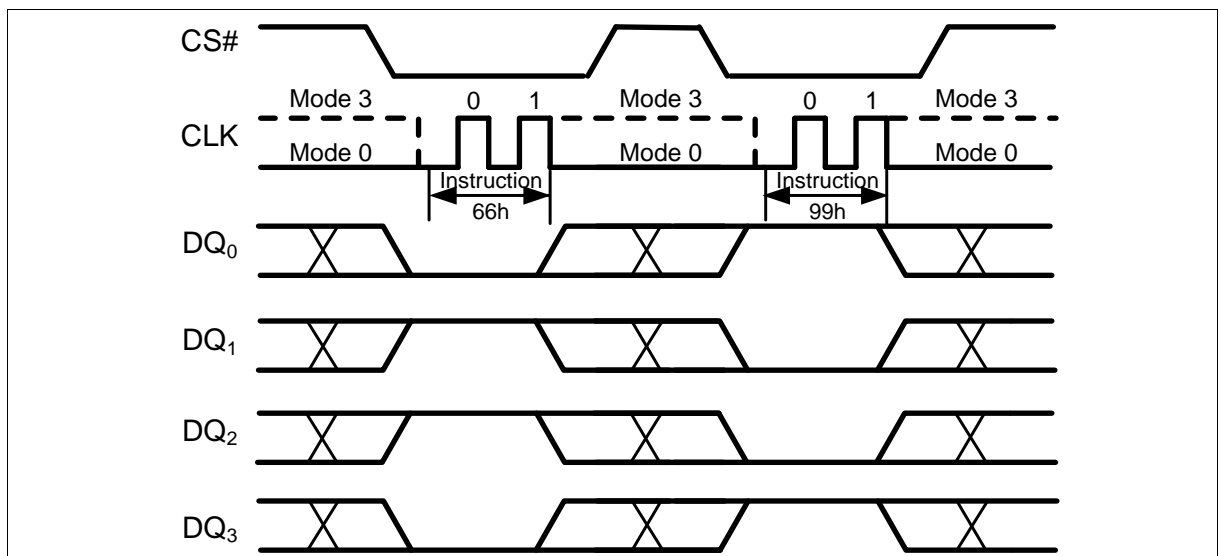 CS#
Mode 3 0 1 Mode 3 0 1 Mode 3
CLK
Mode 0 Mode 0 Mode 0
Instruction Instruction
66h 99h
DQ0
DQ1
DQ2
DQ3